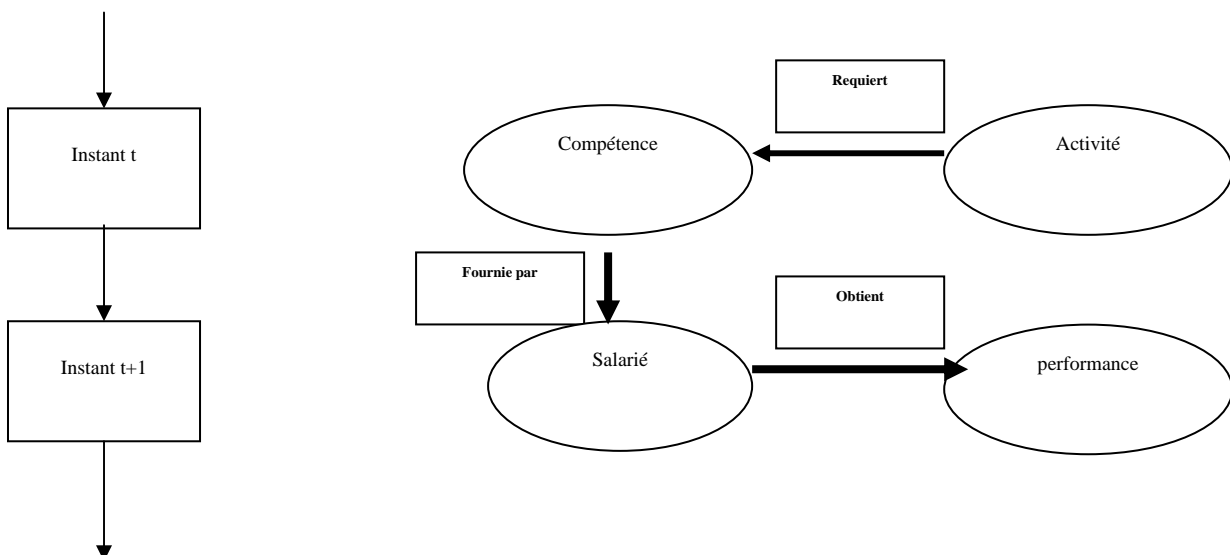 Requiert
Instant t
Compétence
Activité
Fournie par
Obtient
Instant t+1
Salarié
performance